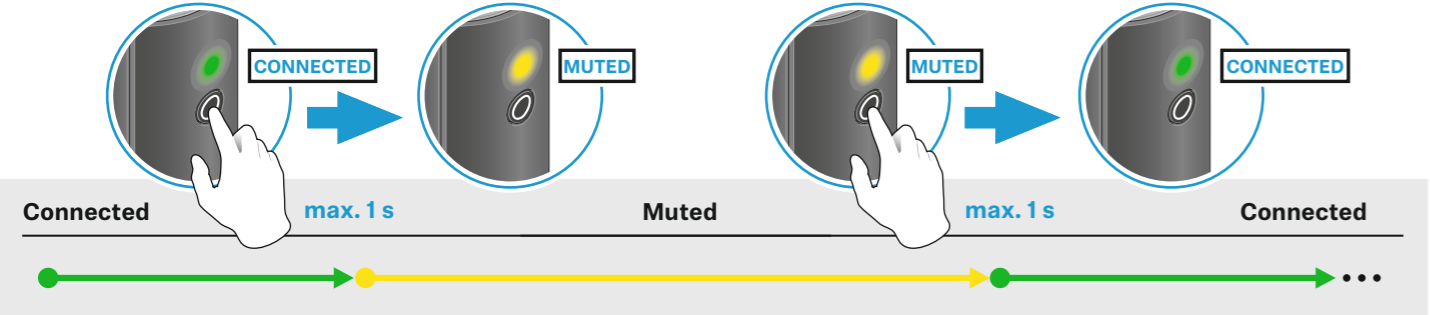 CONNECTED
MUTED
MUTED
CONNECTED
Connected
max. 1 s
Muted
max. 1 s
Connected